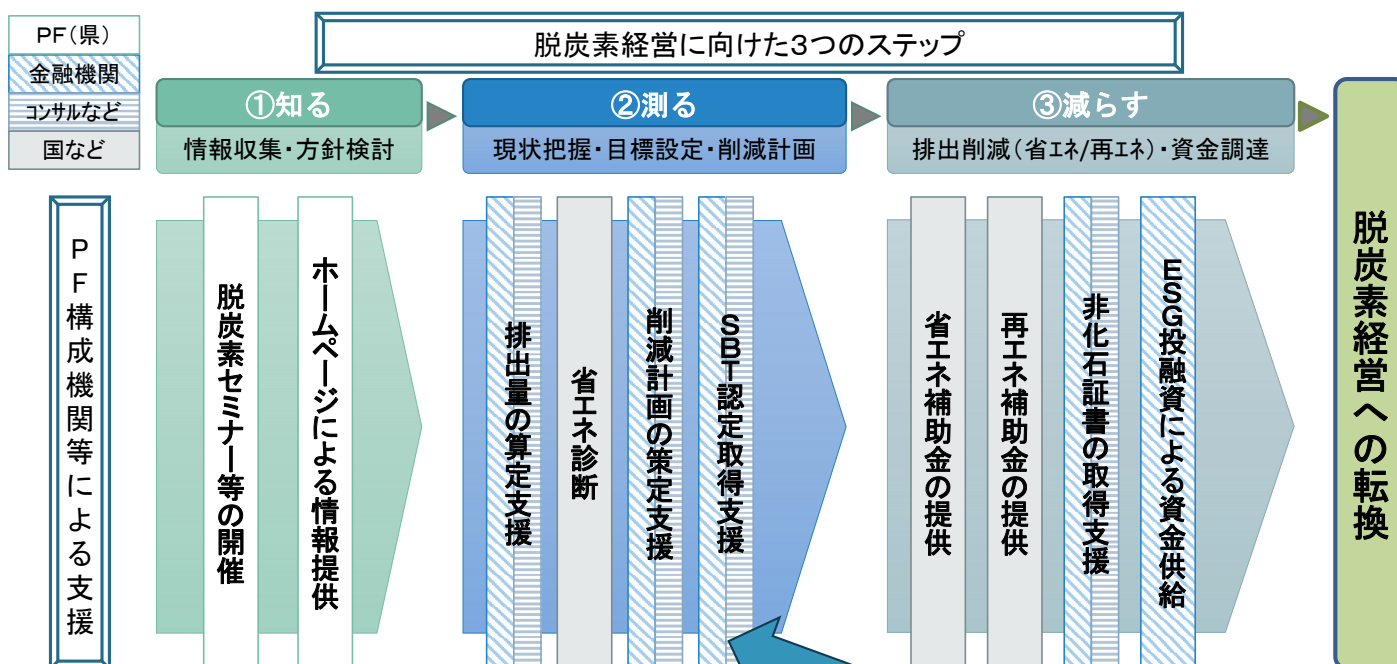 PF(県)
金融機関
コンサルなど
国など
脱炭素経営に向けた3つのステップ
①知る
情報収集・方針検討
②測る
現状把握・目標設定・削減計画
③減らす
排出削減(省エネ/再エネ)・資金調達
PF構成機関等による支援
脱炭素セミナー等の開催
ホームページによる情報提供
排出量の算定支援
省エネ診断
削減計画の策定支援
SBT認定取得支援
省エネ補助金の提供
再エネ補助金の提供
非化石証書の取得支援
ESG投融資による資金供給
脱炭素経営への転換